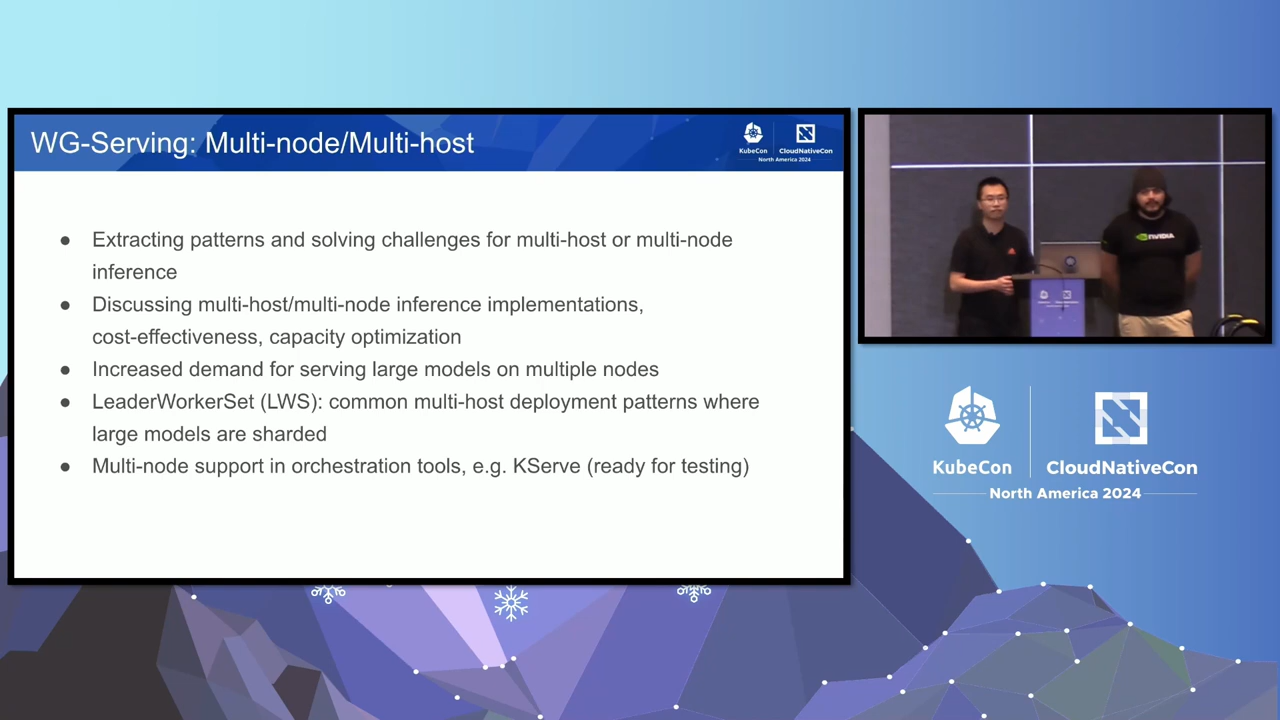 WG-Serving: Multi-node/Multi-host
KubeCon
CloudNativeCon
North America 2024
● Extracting patterns and solving challenges for multi-host or multi-node
inference
● Discussing multi-host/multi-node inference implementations,
cost-effectiveness, capacity optimization
● Increased demand for serving large models on multiple nodes
● LeaderWorkerSet (LWS): common multi-host deployment patterns where
large models are sharded
● Multi-node support in orchestration tools, e.g. KServe (ready for testing)
NVIDIA
KubeCon
CloudNativeCon
North America 2024